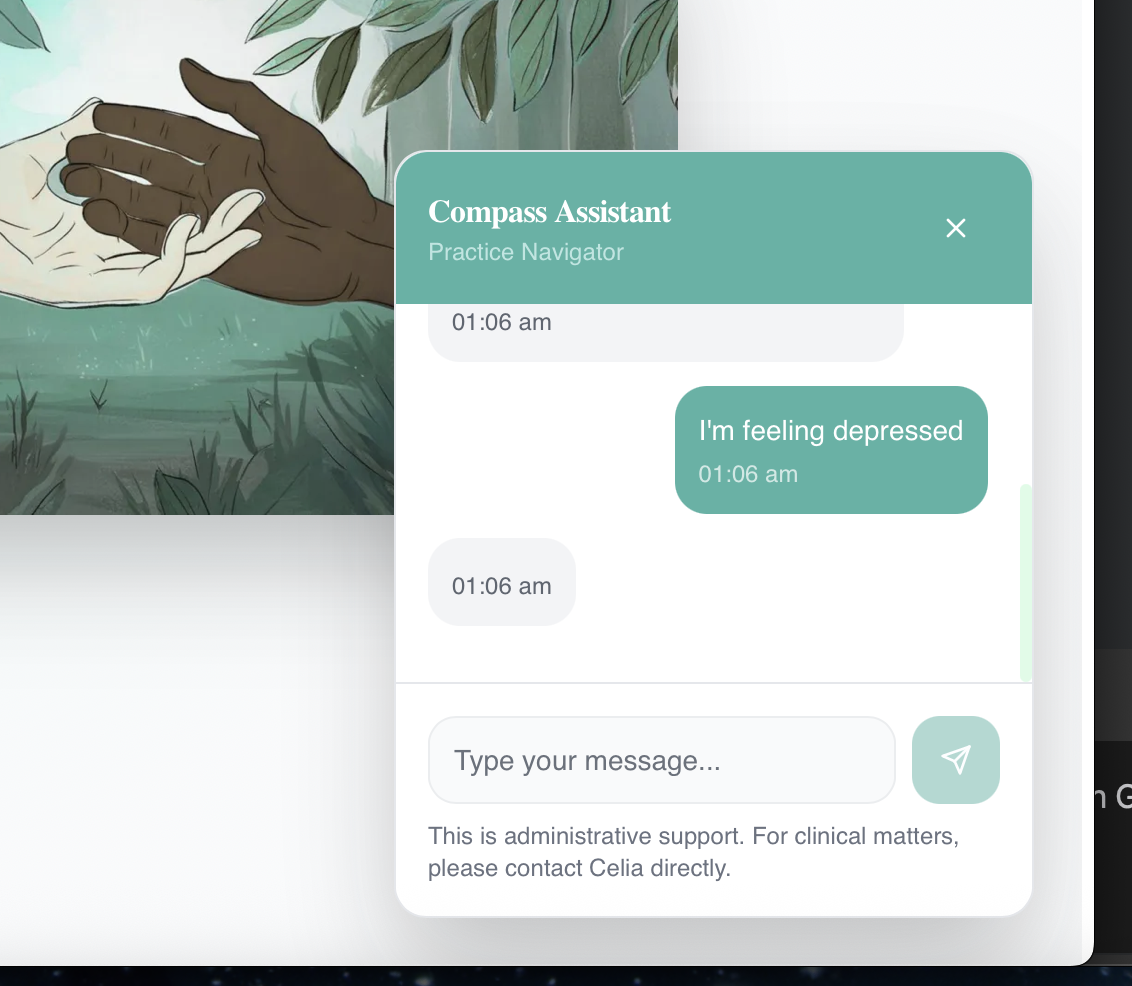 Compass Assistant
Practice Navigator
01:06 am
I'm feeling depressed
01:06 am
01:06 am
Type your message...
This is administrative support. For clinical matters,
please contact Celia directly.